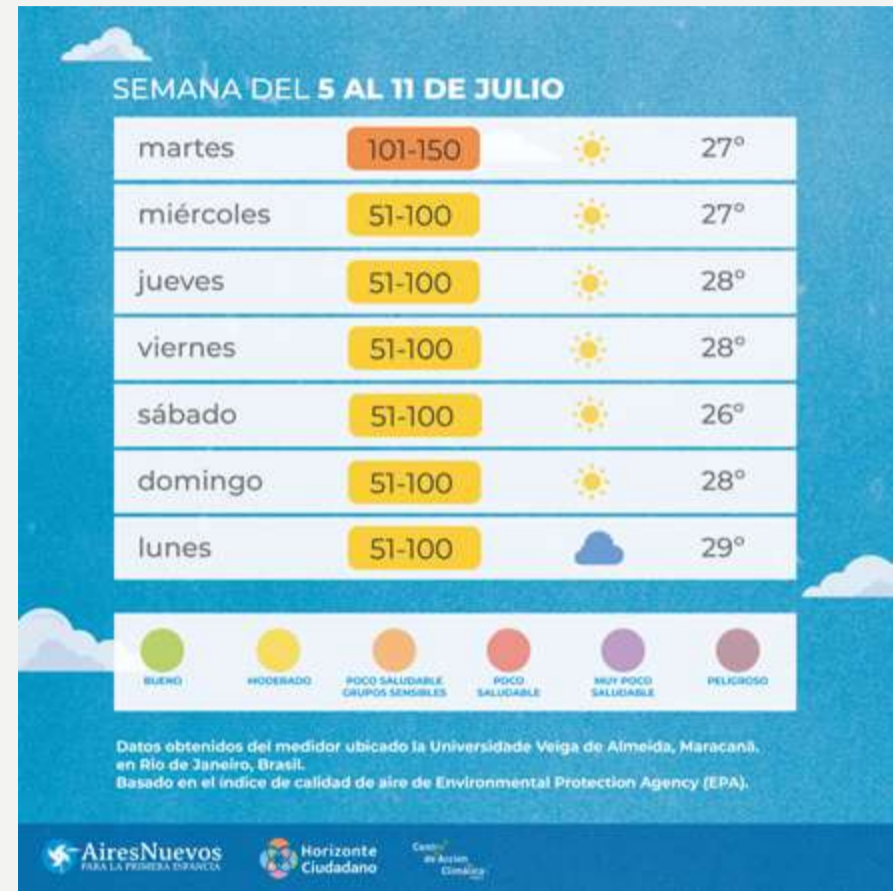 SEMANA DEL 5 AL 11 DE JULIO
martes 101-150 27°
miércoles 51-100 27°
jueves 51-100 28°
viernes 51-100 28°
sábado 51-100 26°
domingo 51-100 28°
lunes 51-100 29°
BUENO MODERADO POCO SALUDABLE GRUPOS SENSIBLES POCO SALUDABLE MUY POCO SALUDABLE PELIGROSO
Datos obtenidos del medidor ubicado la Universidade Veiga de Almeida, Maracanã,
en Rio de Janeiro, Brasil.
Basado en el índice de calidad de aire de Environmental Protection Agency (EPA).
AiresNuevos
PARA LA PRIMERA INFANCIA
Horizonte
Ciudadano
Centro
de Acción
Climática